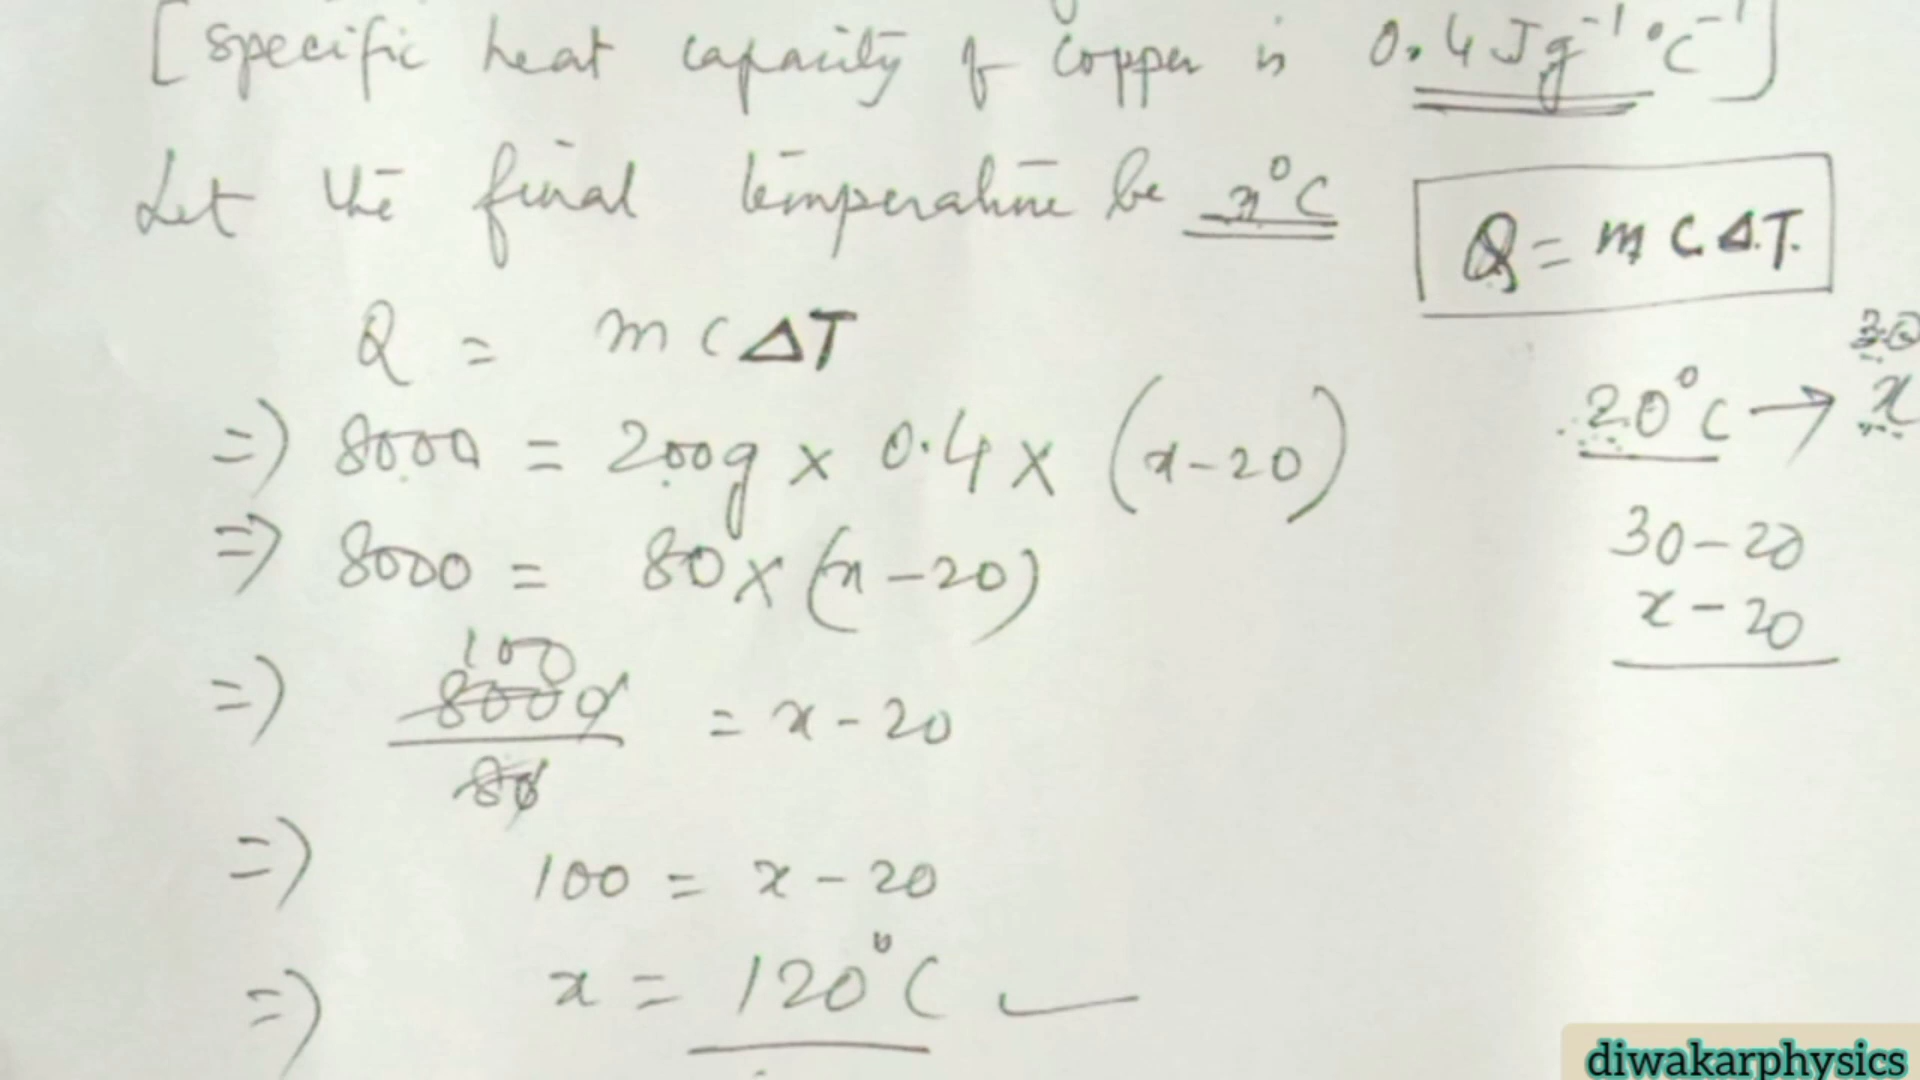 [specific heat capacity of copper is 0.4 J g⁻¹ °C⁻¹]
Let the final temperature be x°C
Q = m C Δ.T.
Q = m C ΔT
30
20°C → x
=) 8000 = 200g × 0.4 × (x-20)
30-20
=> 8000 = 80 × (x-20)
x-20
100
=) 8000 = x-20
80
=) 100 = x-20
=) x = 120°C
diwakarphysics